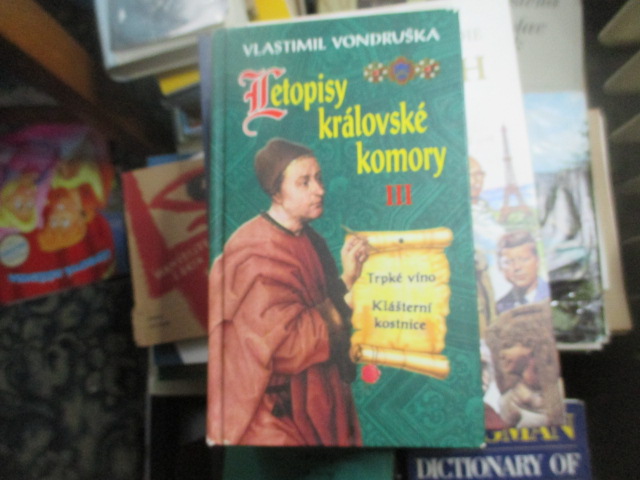 VLASTIMIL VONDRUŠKA
Letopisy
královské
komory
III
Trpké víno
Klášterní
kostnice
DICTIONARY OF